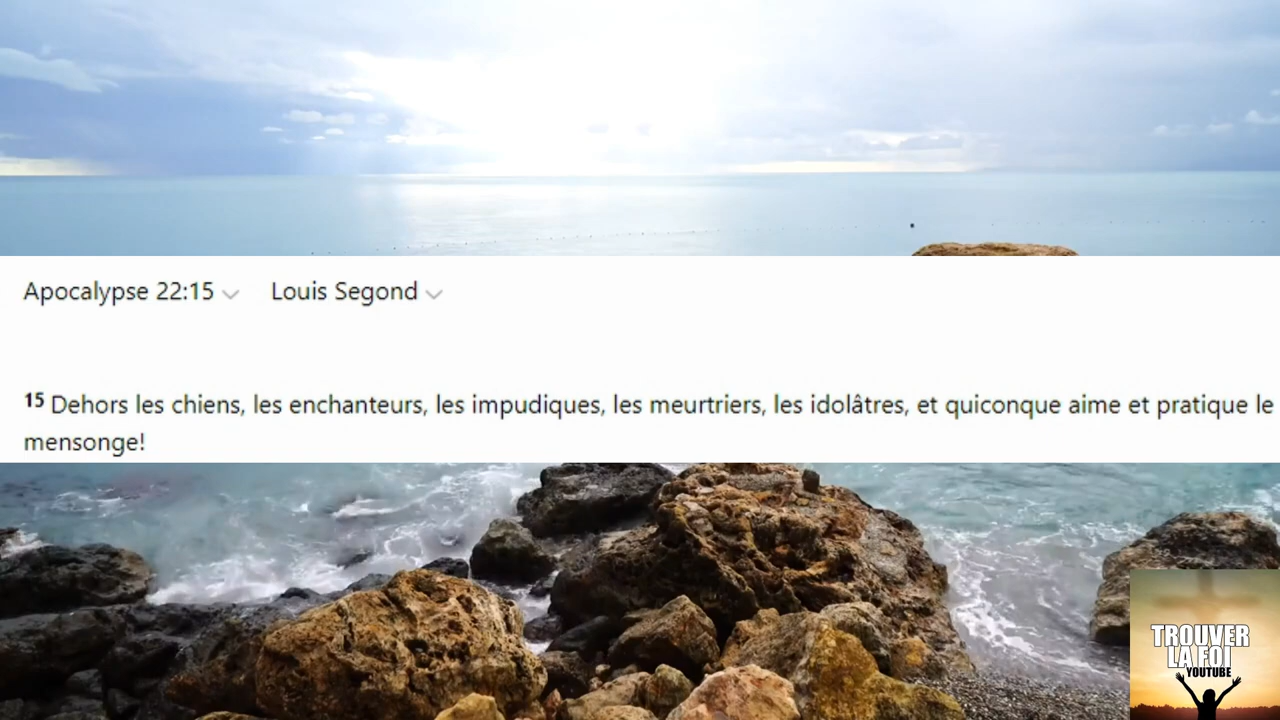 Apocalypse 22:15 Louis Segond
15 Dehors les chiens, les enchanteurs, les impudiques, les meurtriers, les idolâtres, et quiconque aime et pratique le
mensonge!
TROUVER
LA FOI
YOUTUBE